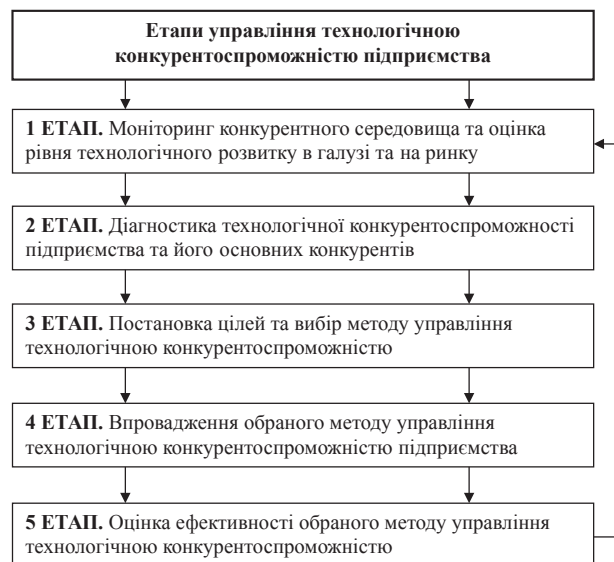 Етапи управління технологічною
конкурентоспроможністю підприємства
1 ЕТАП. Моніторинг конкурентного середовища та оцінка
рівня технологічного розвитку в галузі та на ринку
2 ЕТАП. Діагностика технологічної конкурентоспроможності
підприємства та його основних конкурентів
3 ЕТАП. Постановка цілей та вибір методу управління
технологічною конкурентоспроможністю
4 ЕТАП. Впровадження обраного методу управління
технологічною конкурентоспроможністю підприємства
5 ЕТАП. Оцінка ефективності обраного методу управління
технологічною конкурентоспроможністю